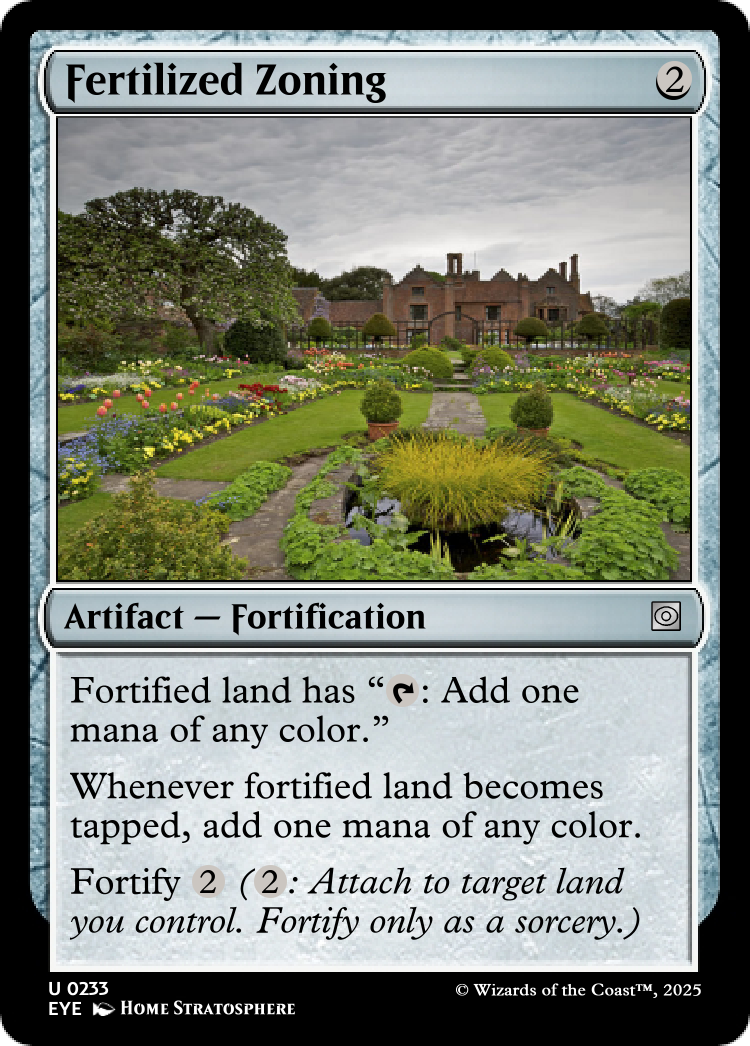 Fertilized Zoning 2
Artifact — Fortification
Fortified land has “: Add one
mana of any color.”
Whenever fortified land becomes
tapped, add one mana of any color.
Fortify 2 (2: Attach to target land
you control. Fortify only as a sorcery.)
U 0233
© Wizards of the Coast™, 2025
EYE Home Stratosphere